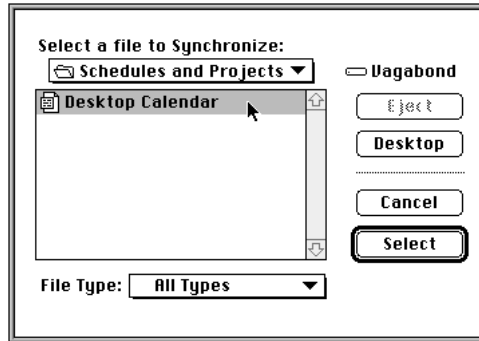 Select a file to Synchronize:
Schedules and Projects
Vagabond
Desktop Calendar
Eject
Desktop
Cancel
Select
File Type: All Types